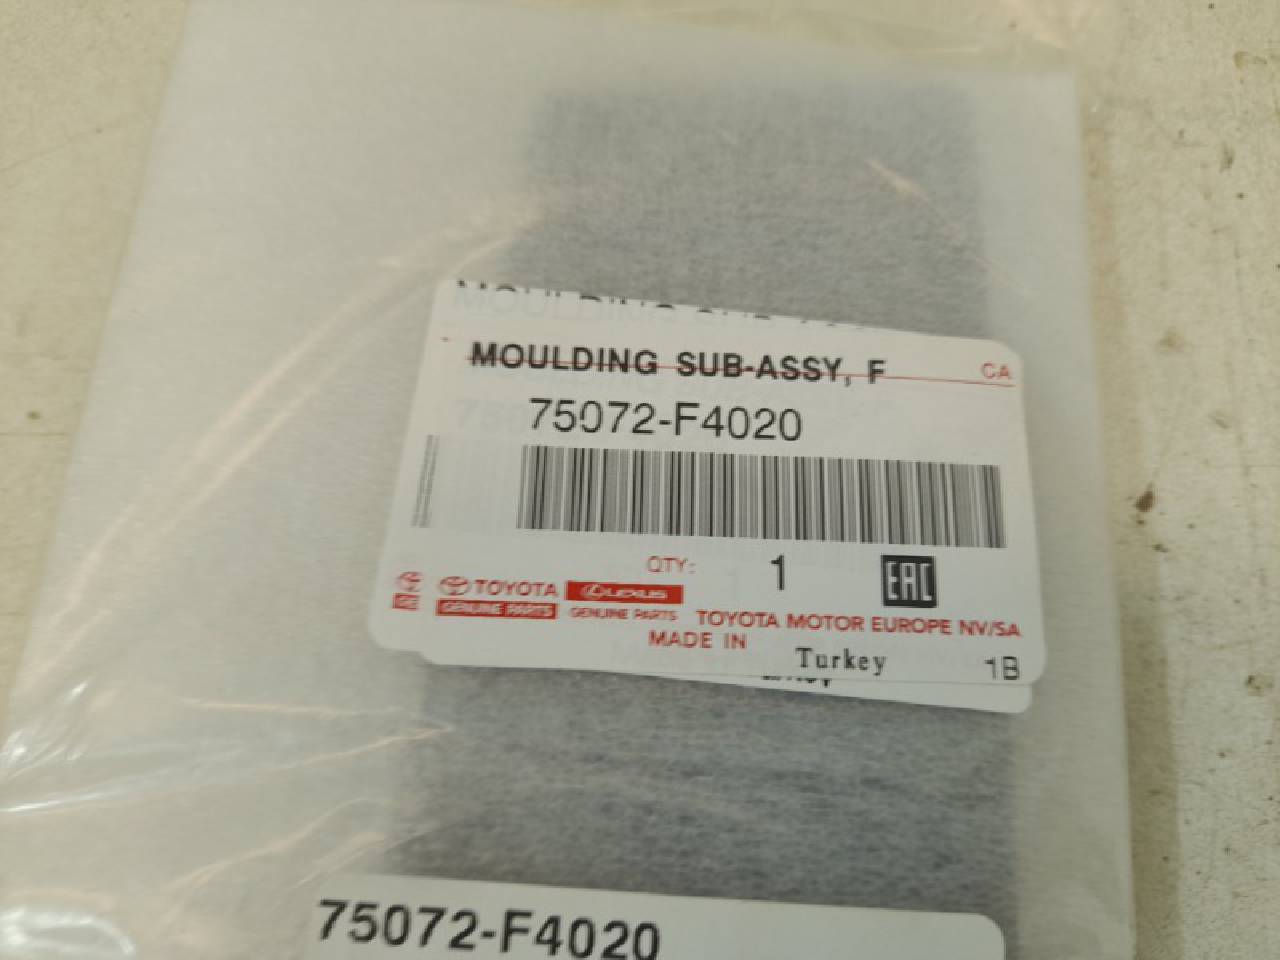 MOULDING SUB-ASSY, F CA
75072-F4020
QTY: 1 EAC
TOYOTA LEXUS
GENUINE PARTS GENUINE PARTS TOYOTA MOTOR EUROPE NV/SA
MADE IN Turkey 1B
75072-F4020